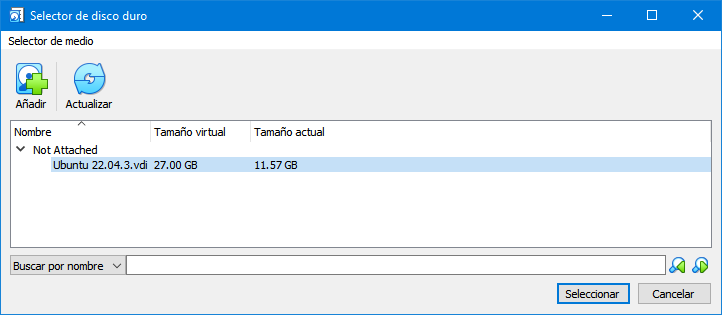 Selector de disco duro
Selector de medio
Añadir Actualizar
Nombre Tamaño virtual Tamaño actual
Not Attached
Ubuntu 22.04.3.vdi 27.00 GB 11.57 GB
Buscar por nombre
Seleccionar Cancelar